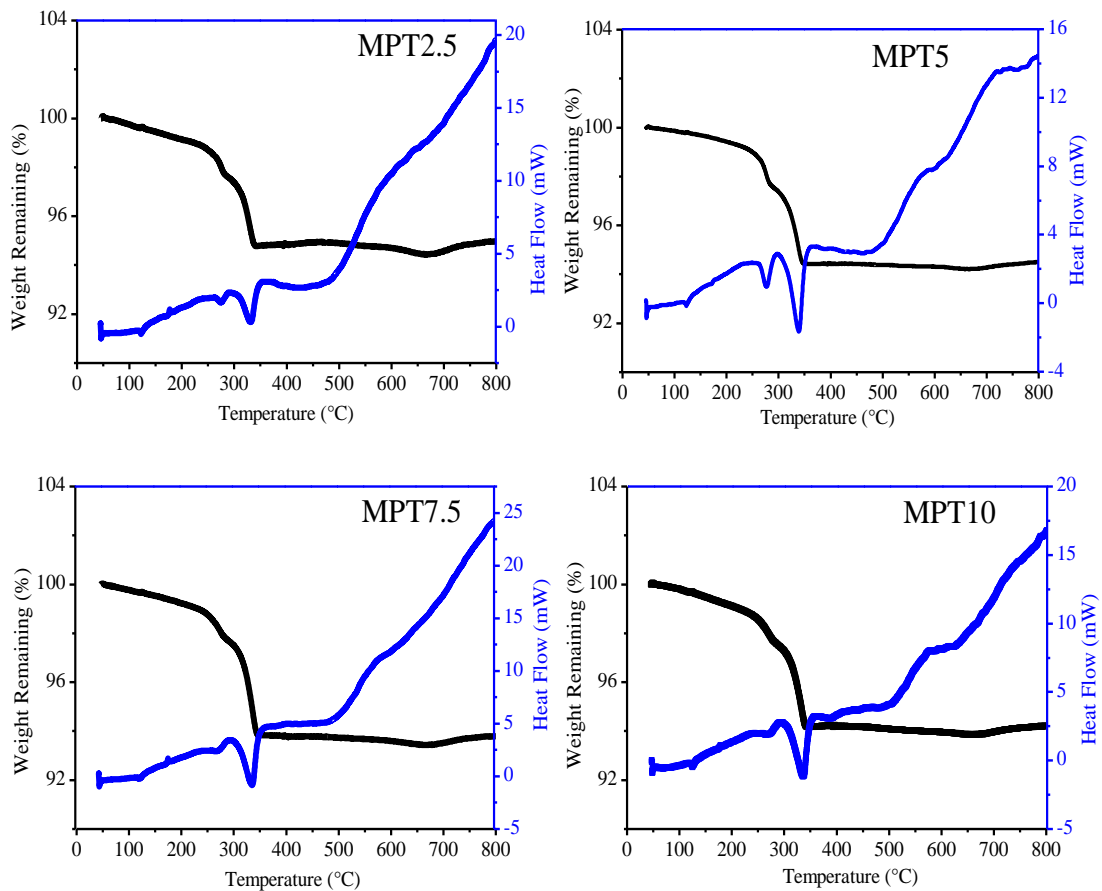 MPT2.5
104
100
96
92
Weight Remaining (%)
20
15
10
5
0
Heat Flow (mW)
0 100 200 300 400 500 600 700 800
Temperature (°C)
MPT5
104
100
96
92
Weight Remaining (%)
16
12
8
4
0
-4
Heat Flow (mW)
0 100 200 300 400 500 600 700 800
Temperature (°C)
MPT7.5
104
100
96
92
Weight Remaining (%)
25
20
15
10
5
0
-5
Heat Flow (mW)
0 100 200 300 400 500 600 700 800
Temperature (°C)
MPT10
104
100
96
92
Weight Remaining (%)
20
15
10
5
0
-5
Heat Flow (mW)
0 100 200 300 400 500 600 700 800
Temperature (°C)